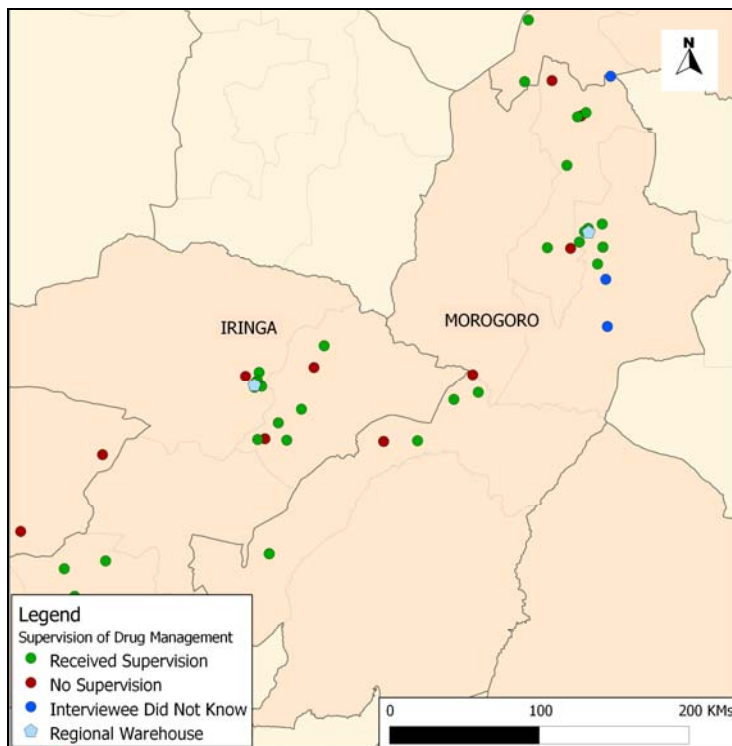 N
IRINGA
MOROGORO
Legend
Supervision of Drug Management
Received Supervision
No Supervision
Interviewee Did Not Know
Regional Warehouse
0 100 200 KMs